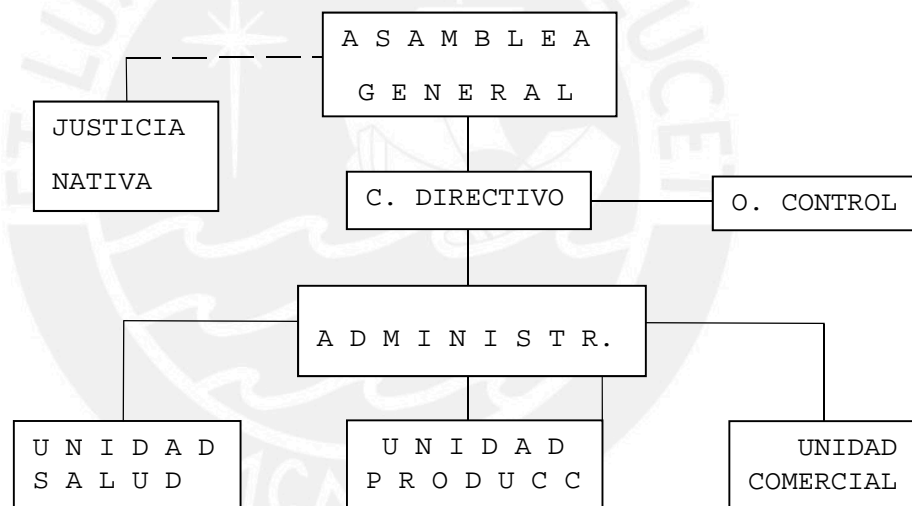 A S A M B L E A
G E N E R A L
JUSTICIA
NATIVA
C. DIRECTIVO
O. CONTROL
A D M I N I S T R.
U N I D A D
S A L U D
U N I D A D
P R O D U C C
UNIDAD
COMERCIAL